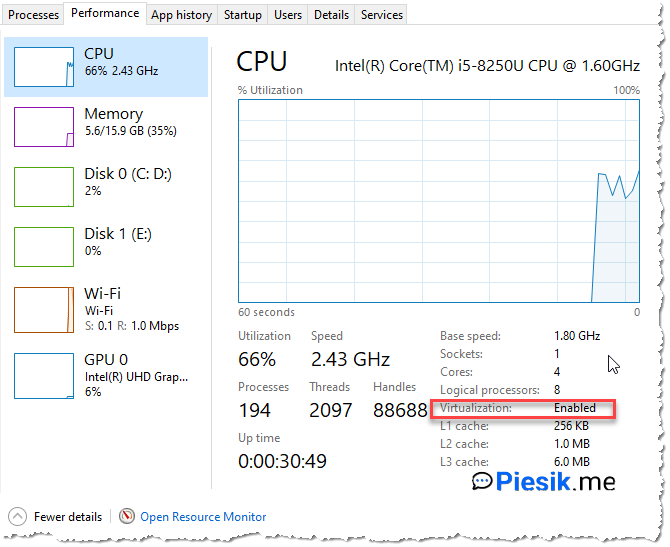 Processes Performance App history Startup Users Details Services
CPU
66% 2.43 GHz
Memory
5.6/15.9 GB (35%)
Disk 0 (C: D:)
2%
Disk 1 (E:)
0%
Wi-Fi
Wi-Fi
S: 0.1 R: 1.0 Mbps
GPU 0
Intel(R) UHD Grap...
6%
CPU Intel(R) Core(TM) i5-8250U CPU @ 1.60GHz
% Utilization 100%
60 seconds 0
Utilization Speed
66% 2.43 GHz
Processes Threads Handles
194 2097 88688
Up time
0:00:30:49
Base speed: 1.80 GHz
Sockets: 1
Cores: 4
Logical processors: 8
Virtualization: Enabled
L1 cache: 256 KB
L2 cache: 1.0 MB
L3 cache: 6.0 MB
Piesik.me
Fewer details Open Resource Monitor